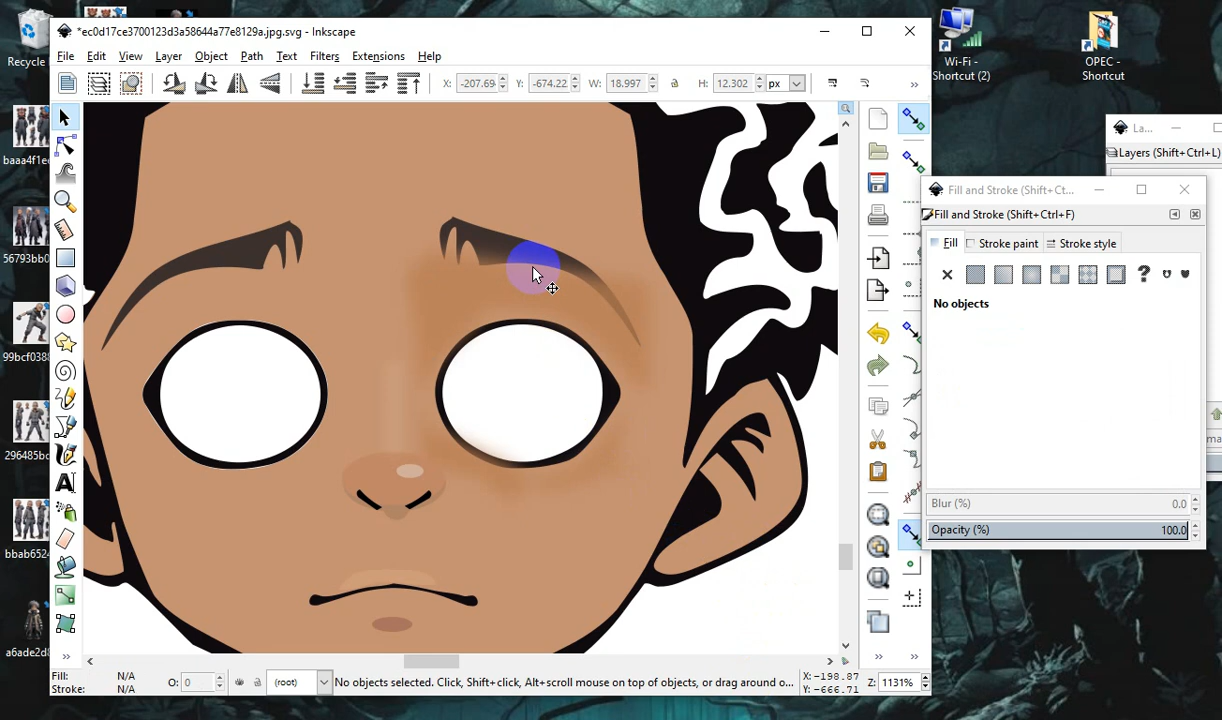 *ec0d17ce3700123d3a58644a77e8129a.jpg.svg - Inkscape
File Edit View Layer Object Path Text Filters Extensions Help
X: -207.69 Y: -674.22 W: 18.997 H: 12.302 px
Recycle
baaa4f1e
56793bb0
99bcf038
296485bc
bbab652
a6ade2d8
Wi-Fi -
Shortcut (2)
OPEC -
Shortcut
La...
Layers (Shift+Ctrl+L)
Fill and Stroke (Shift+Ct...
Fill and Stroke (Shift+Ctrl+F)
Fill Stroke paint Stroke style
No objects
Blur (%) 0.0
Opacity (%) 100.0
Fill: N/A
Stroke: N/A
O: 0
(root)
No objects selected. Click, Shift+click, Alt+scroll mouse on top of objects, or drag around o...
X: -198.87
Y: -666.71
Z: 1131%